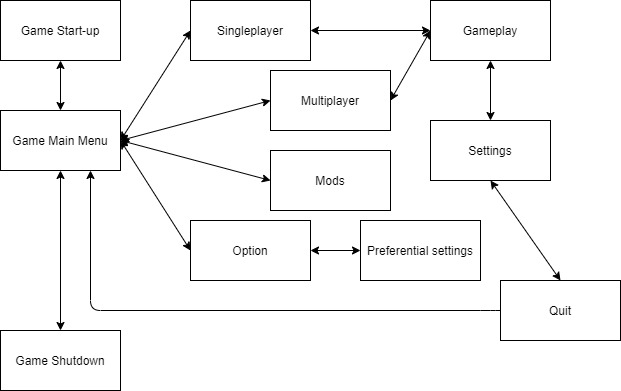 Game Start-up
Singleplayer
Gameplay
Multiplayer
Game Main Menu
Settings
Mods
Option
Preferential settings
Quit
Game Shutdown